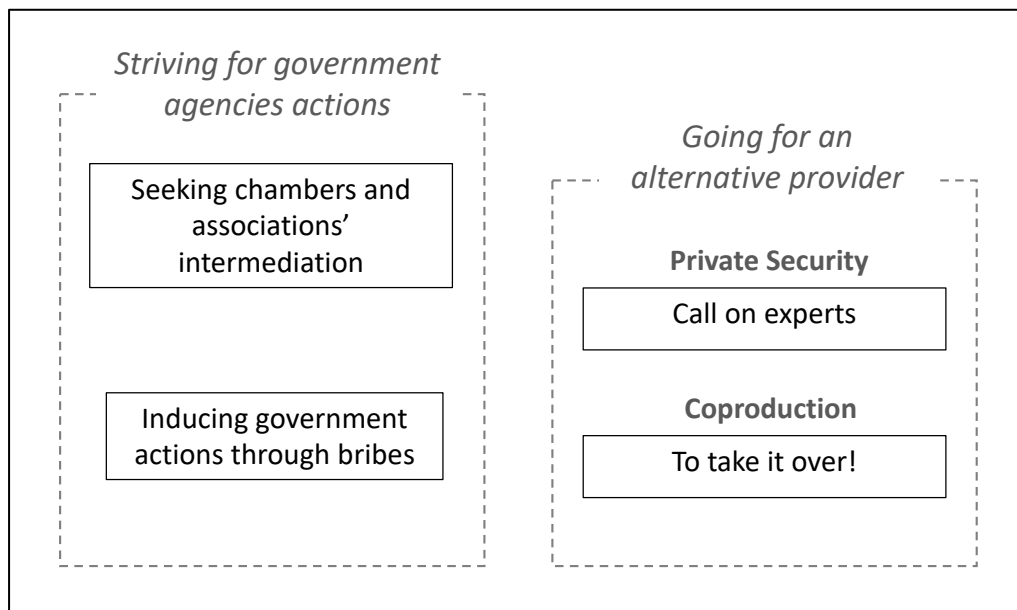 Striving for government
agencies actions
Seeking chambers and
associations’
intermediation
Inducing government
actions through bribes
Going for an
alternative provider
Private Security
Call on experts
Coproduction
To take it over!